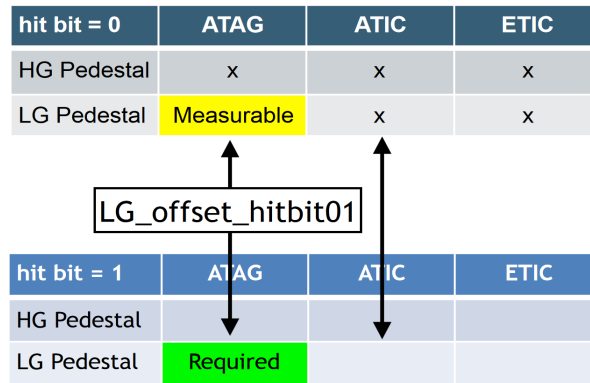 hit bit = 0 ATAG ATIC ETIC
HG Pedestal x x x
LG Pedestal Measurable x x
LG_offset_hitbit01
hit bit = 1 ATAG ATIC ETIC
HG Pedestal
LG Pedestal Required